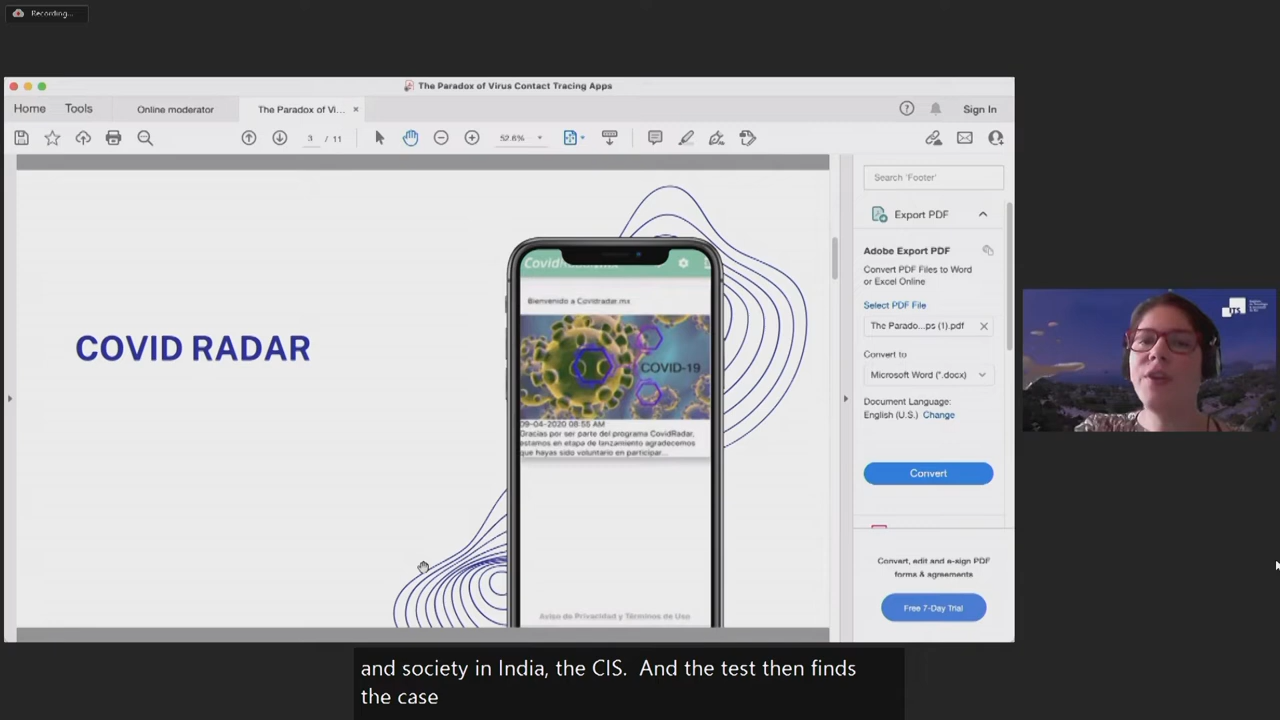 Recording...
The Paradox of Virus Contact Tracing Apps
Home
Tools
Online moderator
The Paradox of Vi...
Sign In
3 / 11
52.6%
Search 'Footer'
Export PDF
Adobe Export PDF
Convert PDF Files to Word
or Excel Online
Select PDF File
The Parado...ps (1).pdf
Convert to
Microsoft Word (*.docx)
Document Language:
English (U.S.) Change
Convert
Convert, edit and e-sign PDF
forms & agreements
Free 7-Day Trial
COVID RADAR
Bienvenido a Covidradar.mx
COVID-19
09-04-2020 08:55 AM
Gracias por ser parte del programa CovidRadar,
estamos en etapa de lanzamiento agradecemos
que hayas sido voluntario en participar...
Aviso de Privacidad y Términos de Uso
ITS
and society in India, the CIS. And the test then finds
the case